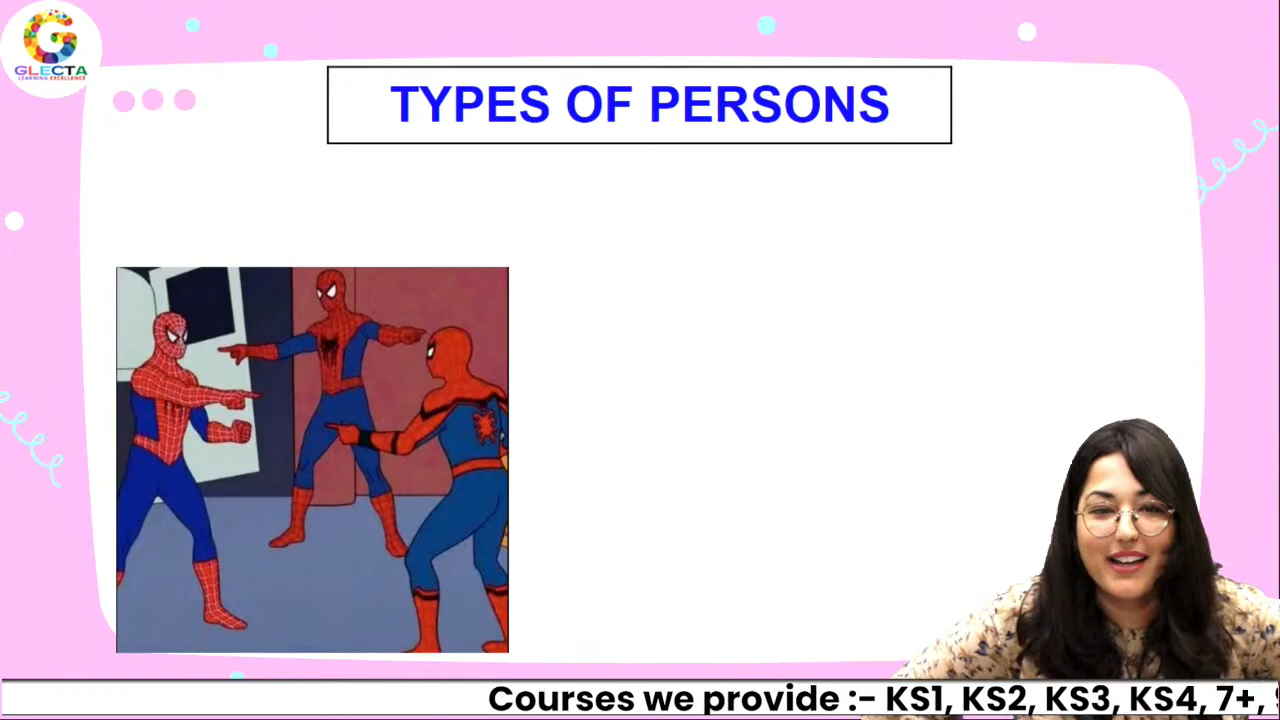 GLECTA
LEARNING EXCELLENCE
TYPES OF PERSONS
Courses we provide :- KS1, KS2, KS3, KS4, 7+,